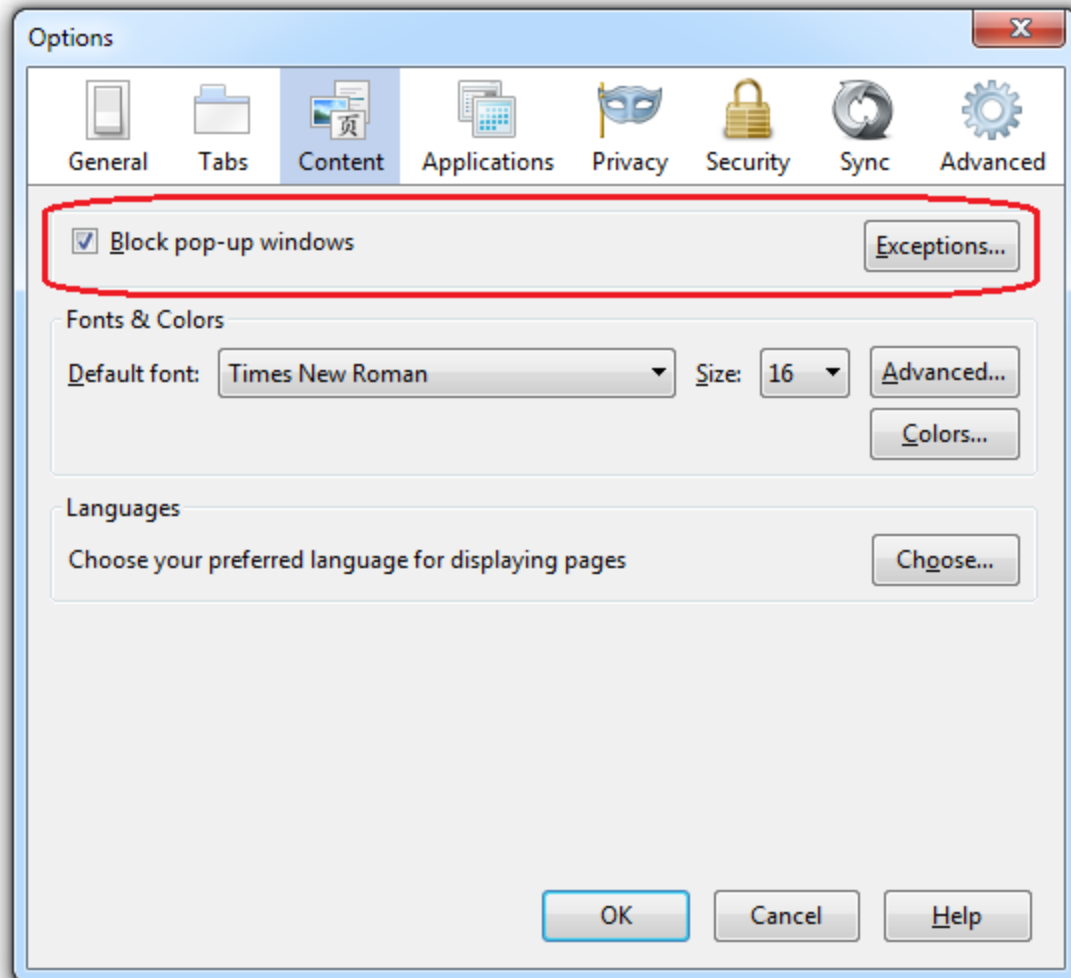 Options
x
General Tabs Content Applications Privacy Security Sync Advanced
页
Block pop-up windows Exceptions...
Fonts & Colors
Default font: Times New Roman Size: 16 Advanced...
Colors...
Languages
Choose your preferred language for displaying pages Choose...
OK Cancel Help